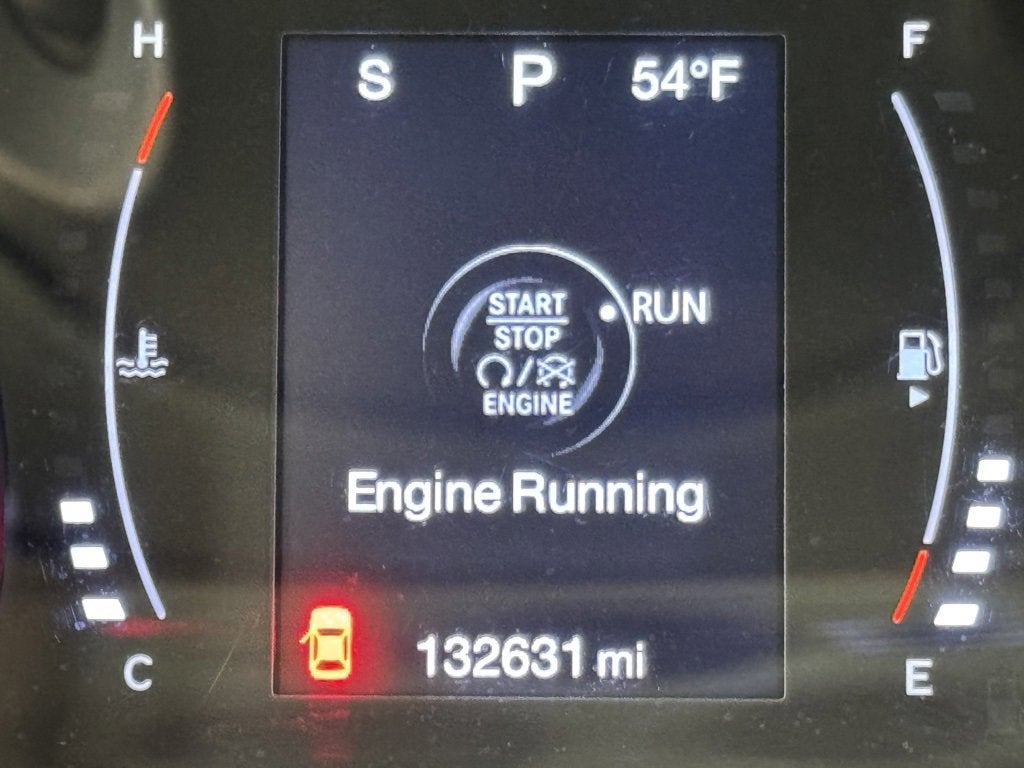 H
F
S P 54°F
START
STOP
RUN
ENGINE
Engine Running
132631 mi
C
E